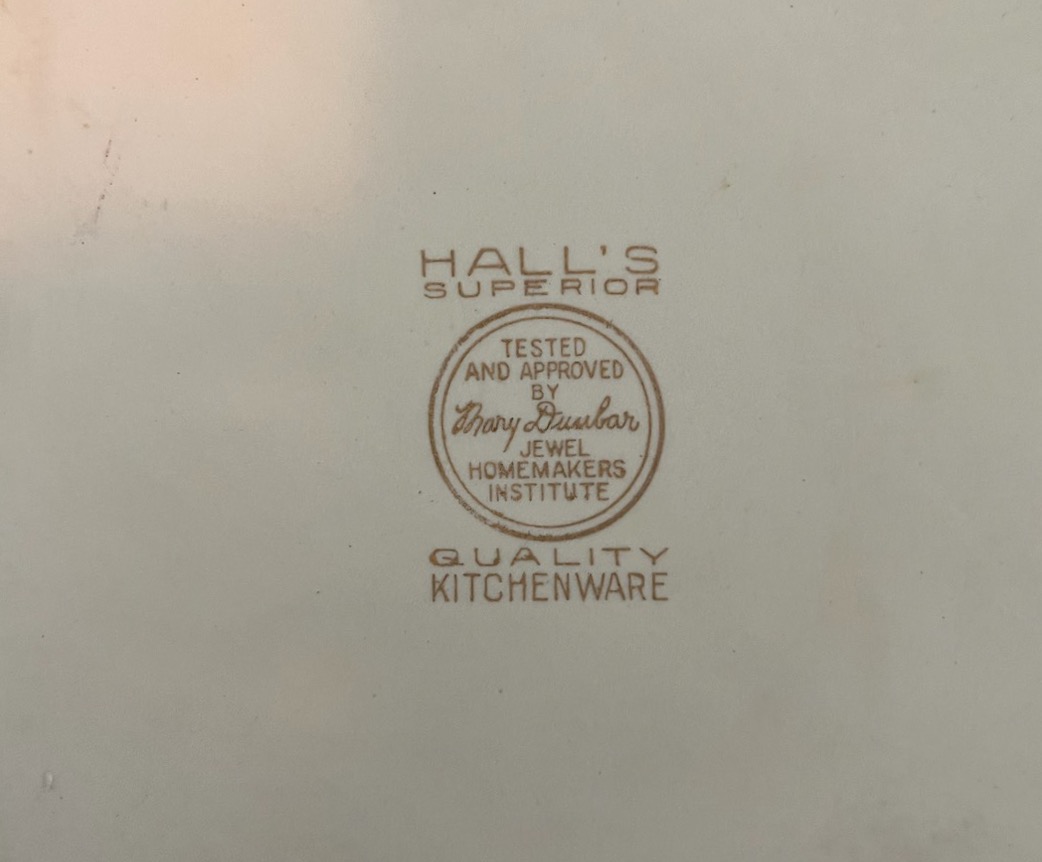 HALL'S
SUPERIOR
TESTED
AND APPROVED
BY
Mary Dunbar
JEWEL
HOMEMAKERS
INSTITUTE
QUALITY
KITCHENWARE